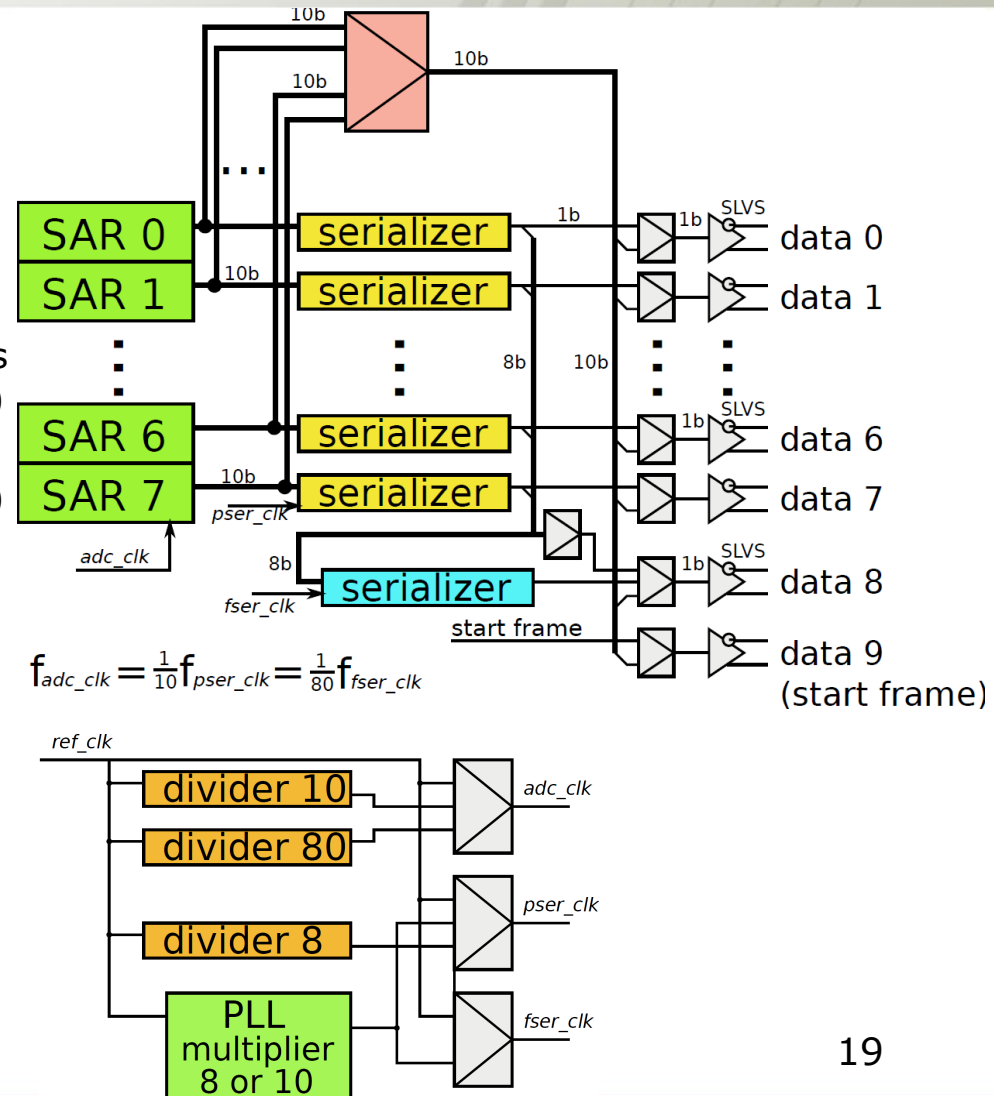 10b
10b
10b
...
SAR 0
serializer
1b
1b
SLVS
data 0
SAR 1
10b
serializer
data 1
s
)
8b
10b
SAR 6
serializer
1b
SLVS
data 6
SAR 7
)
10b
serializer
data 7
pser_clk
adc_clk
8b
serializer
fser_clk
1b
SLVS
data 8
start frame
data 9
(start frame)
fadc_clk = 1/10 fpser_clk = 1/80 ffser_clk
ref_clk
divider 10
adc_clk
divider 80
pser_clk
divider 8
PLL
multiplier
8 or 10
fser_clk
19